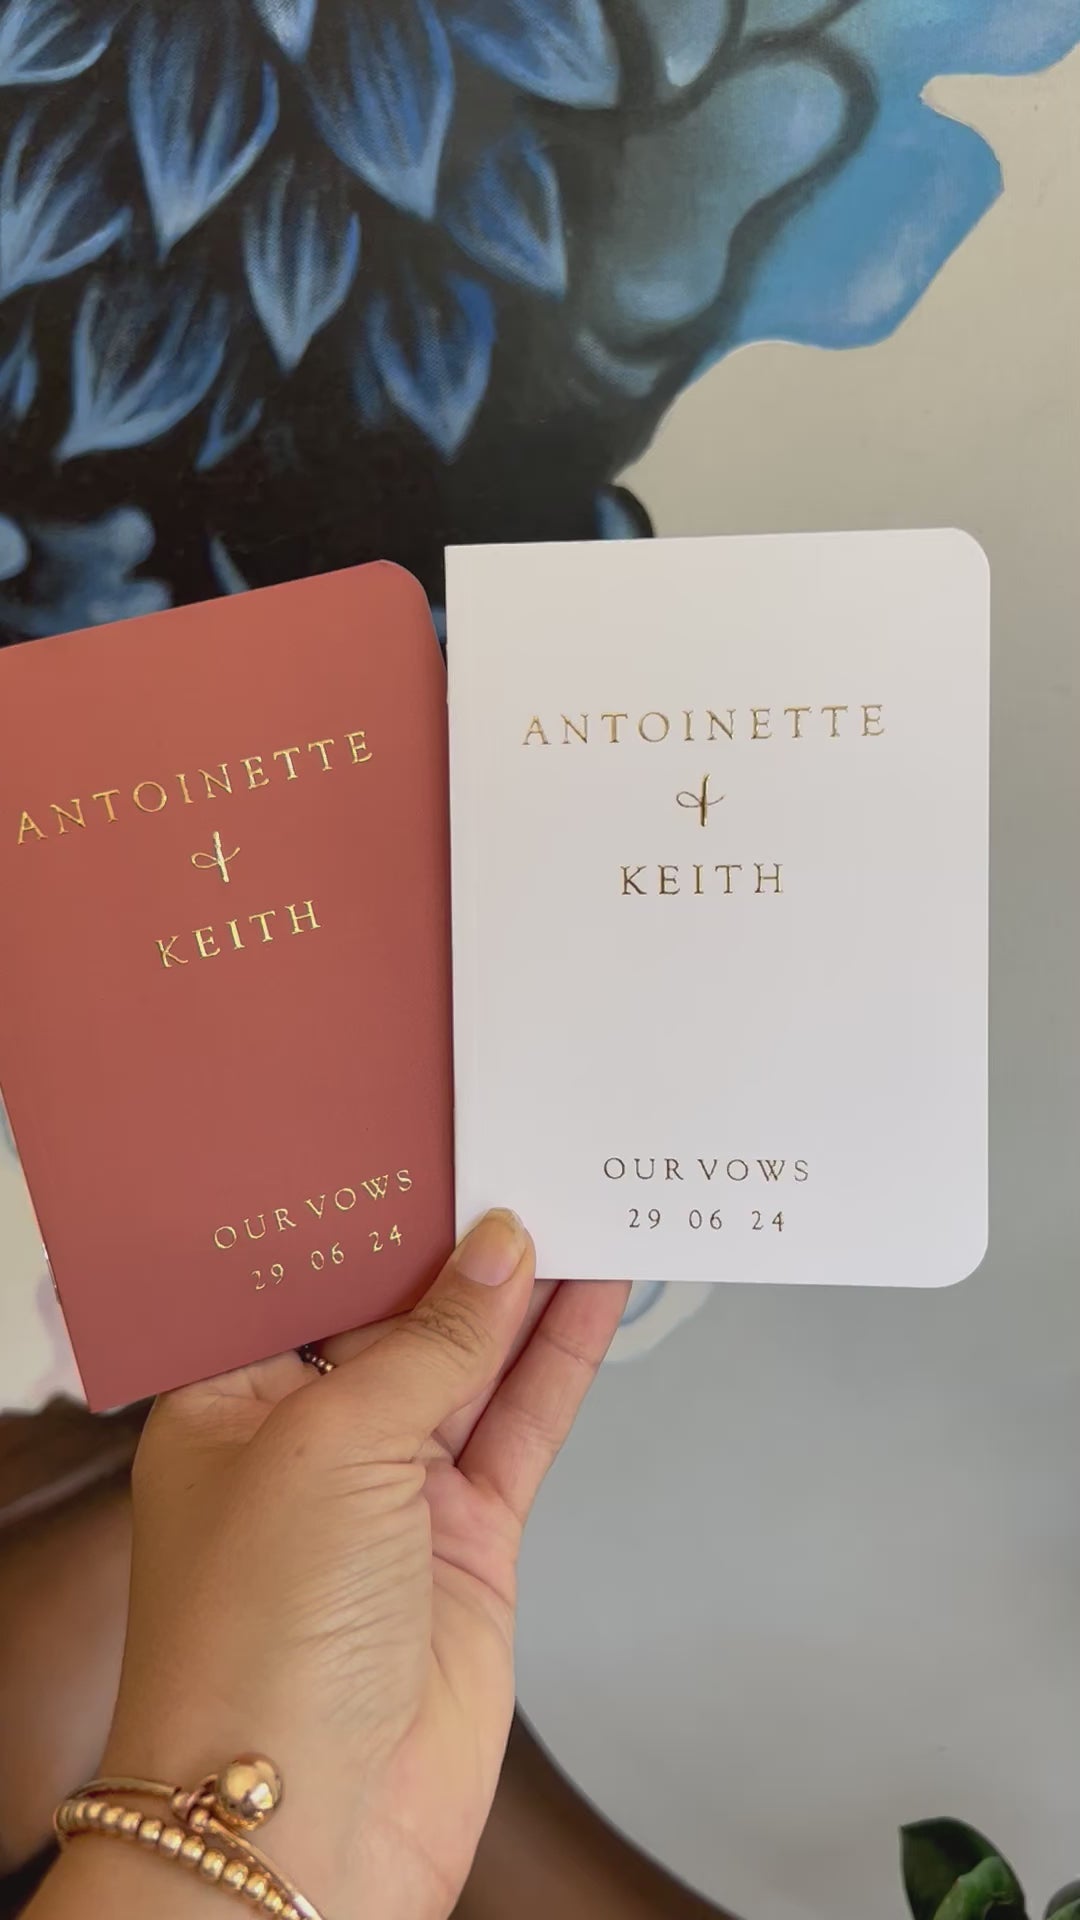 ANTOINETTE
&
KEITH
OUR VOWS
29 06 24
ANTOINETTE
&
KEITH
OUR VOWS
29 06 24